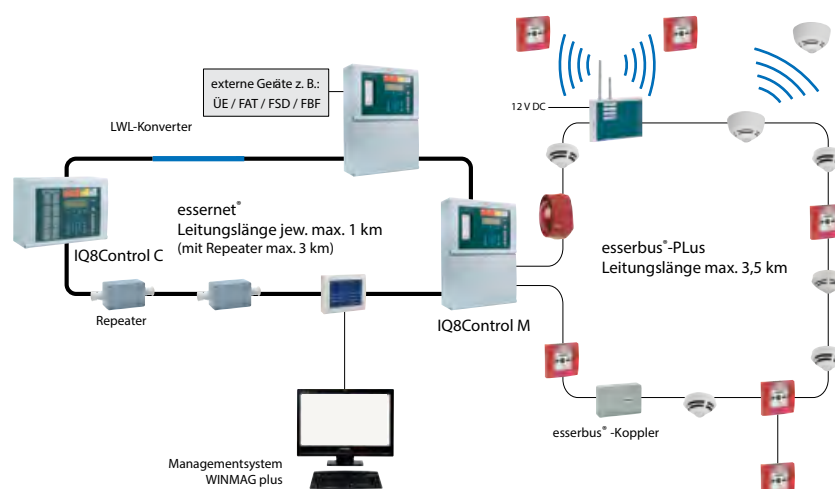 externe Geräte z. B.:
ÜE / FAT / FSD / FBF
12 V DC
LWL-Konverter
essernet®
Leitungslänge jew. max. 1 km
(mit Repeater max. 3 km)
IQ8Control C
esserbus®-PLus
Leitungslänge max. 3,5 km
Repeater
IQ8Control M
esserbus® -Koppler
Managementsystem
WINMAG plus